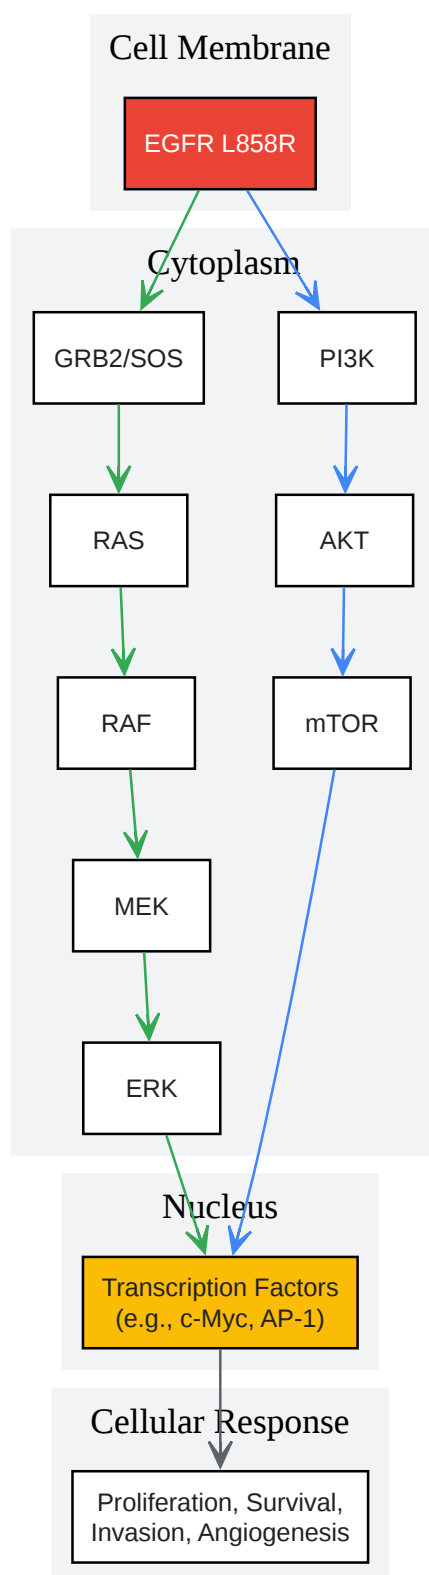 Cell Membrane
EGFR L858R
Cytoplasm
GRB2/SOS
PI3K
RAS
AKT
RAF
mTOR
MEK
ERK
Nucleus
Transcription Factors
(e.g., c-Myc, AP-1)
Cellular Response
Proliferation, Survival,
Invasion, Angiogenesis